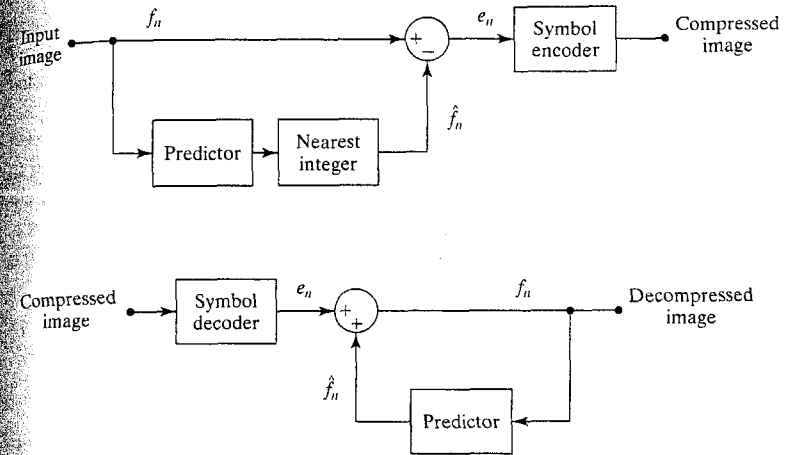 f_n
e_n
Input
image
+
−
Symbol
encoder
Compressed
image
f̂_n
Predictor
Nearest
integer
Compressed
image
Symbol
decoder
e_n
+
+
f_n
Decompressed
image
f̂_n
Predictor